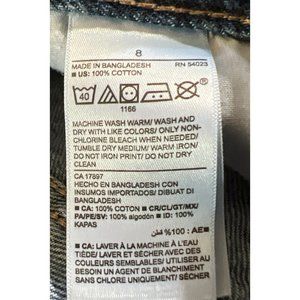 8
MADE IN BANGLADESH RN 54023
■ US: 100% COTTON
40
1166
MACHINE WASH WARM/ WASH AND
DRY WITH LIKE COLORS/ ONLY NON-
CHLORINE BLEACH WHEN NEEDED/
TUMBLE DRY MEDIUM/ WARM IRON/
DO NOT IRON PRINT/ DO NOT DRY
CLEAN
CA 17897
HECHO EN BANGLADESH CON
INSUMOS IMPORTADOS/ DIBUAT DI
BANGLADESH
■ CA: 100% COTON ■ CR/CL/GT/MX/
PA/PE/SV: 100% algodón ■ ID: 100%
KAPAS
■ AE: 100% قطن
CA: LAVER À LA MACHINE À L'EAU
TIÈDE/ LAVER ET SÉCHER AVEC DES
COULEURS SEMBLABLES/ UTILISER AU
BESOIN UN AGENT DE BLANCHIMENT
SANS CHLORE UNIQUEMENT/ SÉCHER